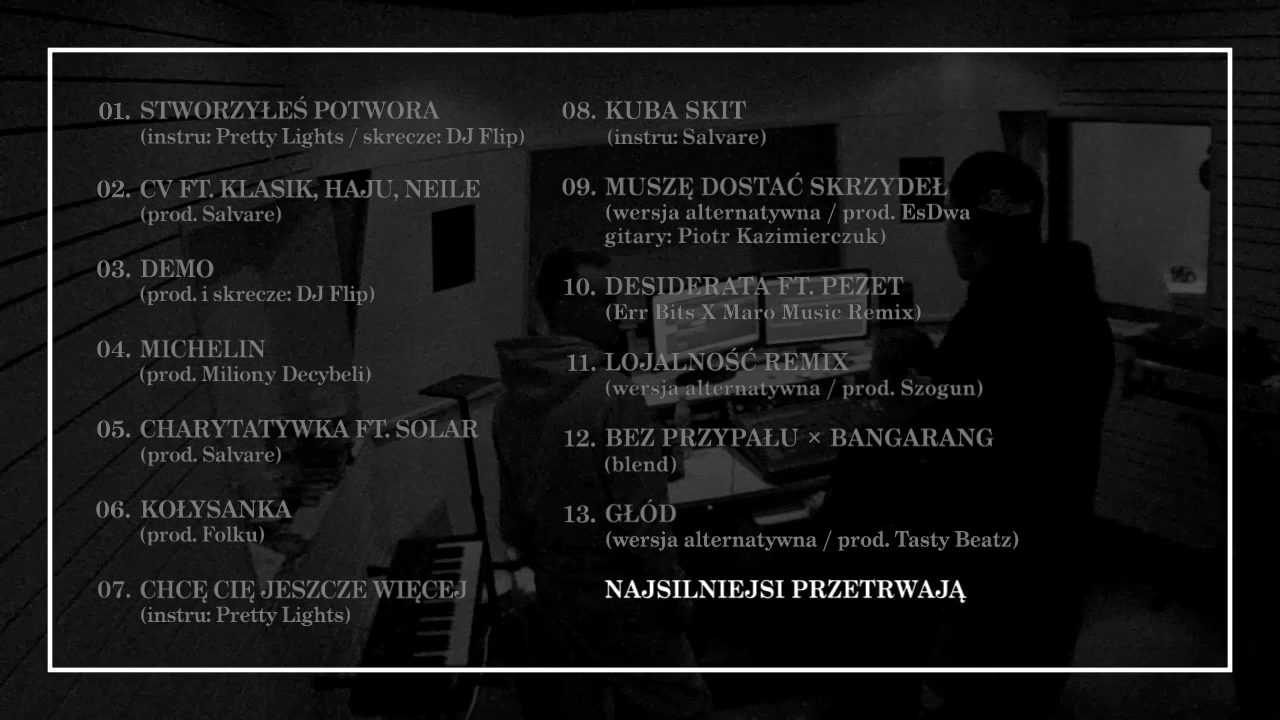 01. STWORZYŁEŚ POTWORA
(instru: Pretty Lights / skrecze: DJ Flip)
02. CV FT. KLASIK, HAJU, NEILE
(prod. Salvare)
03. DEMO
(prod. i skrecze: DJ Flip)
04. MICHELIN
(prod. Miliony Decybeli)
05. CHARYTATYWKA FT. SOLAR
(prod. Salvare)
06. KOŁYSANKA
(prod. Folku)
07. CHCĘ CIĘ JESZCZE WIĘCEJ
(instru: Pretty Lights)
08. KUBA SKIT
(instru: Salvare)
09. MUSZĘ DOSTAĆ SKRZYDEŁ
(wersja alternatywna / prod. EsDwa
gitary: Piotr Kazimierczuk)
10. DESIDERATA FT. PEZET
(Err Bits X Maro Music Remix)
11. LOJALNOŚĆ REMIX
(wersja alternatywna / prod. Szogun)
12. BEZ PRZYPAŁU × BANGARANG
(blend)
13. GŁÓD
(wersja alternatywna / prod. Tasty Beatz)
NAJSILNIEJSI PRZETRWAJĄ